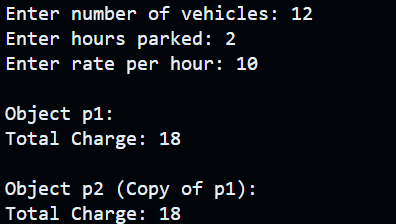 Enter number of vehicles: 12
Enter hours parked: 2
Enter rate per hour: 10
Object p1:
Total Charge: 18
Object p2 (Copy of p1):
Total Charge: 18